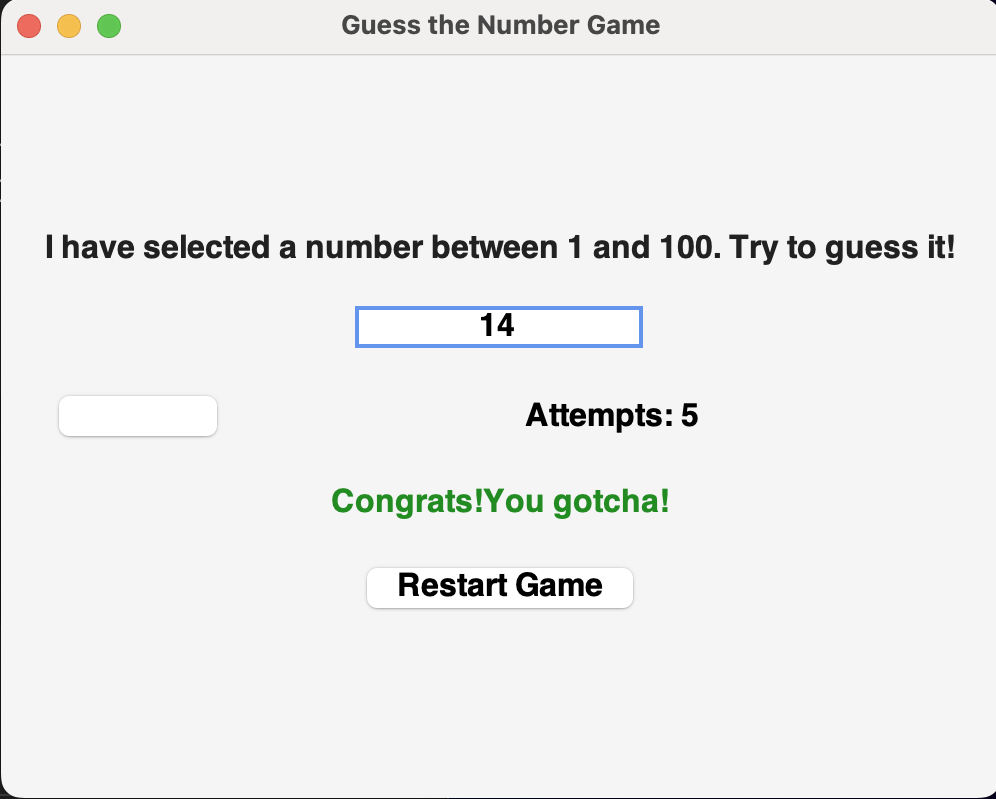 Guess the Number Game
I have selected a number between 1 and 100. Try to guess it!
14
Attempts: 5
Congrats!You gotcha!
Restart Game